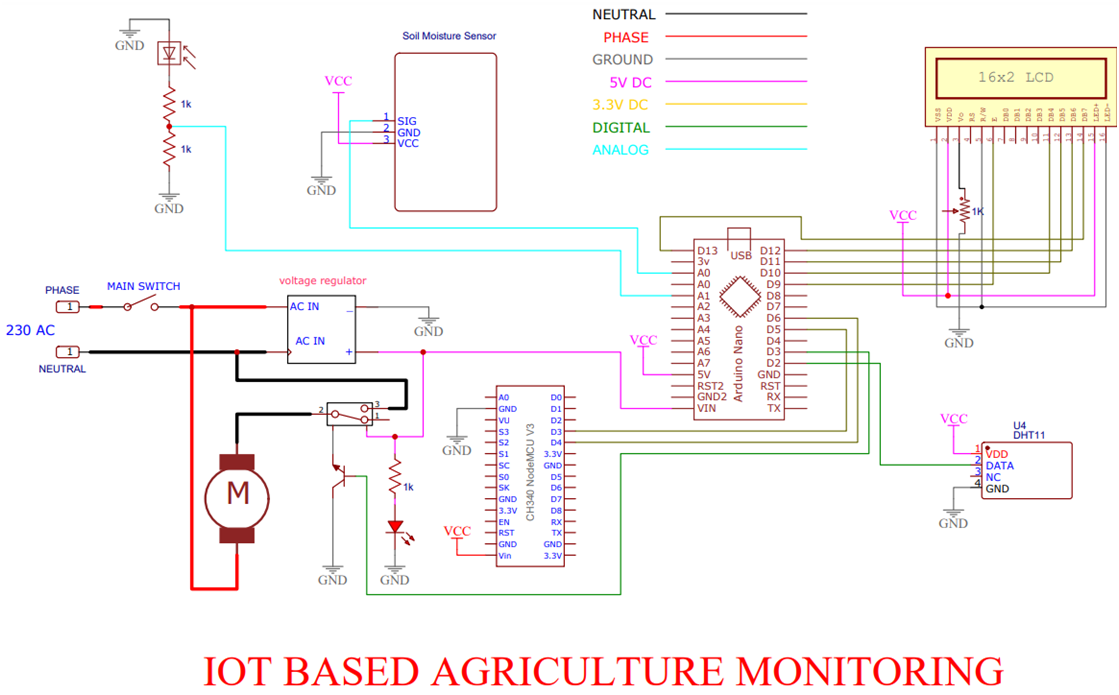 NEUTRAL
PHASE
GROUND
5V DC
3.3V DC
DIGITAL
ANALOG
GND
1k
1k
GND
Soil Moisture Sensor
VCC
1 SIG
2 GND
3 VCC
GND
16x2 LCD
VSS VDD Vo RS R/W E DB0 DB1 DB2 DB3 DB4 DB5 DB6 DB7 LED+ LED-
1 2 3 4 5 6 7 8 9 10 11 12 13 14 15 16
1K
VCC
GND
USB
Arduino Nano
D13 D12
3v D11
A0 D10
A0 D9
A1 D8
A2 D7
A3 D6
A4 D5
A5 D4
A6 D3
A7 D2
5V GND
RST2 RST
GND2 RX
VIN TX
VCC
PHASE
1
MAIN SWITCH
230 AC
1
NEUTRAL
voltage regulator
AC IN −
AC IN +
GND
2 3
1
M
1k
GND
GND
CH340 NodeMCU V3
A0 D0
GND D1
VU D2
S3 D3
S2 D4
S1 3.3V
SC GND
S0 D5
SK D6
GND D7
3.3V D8
EN RX
RST TX
GND GND
Vin 3.3V
GND
VCC
VCC
U4
DHT11
1 VDD
2 DATA
3 NC
4 GND
GND
IOT BASED AGRICULTURE MONITORING